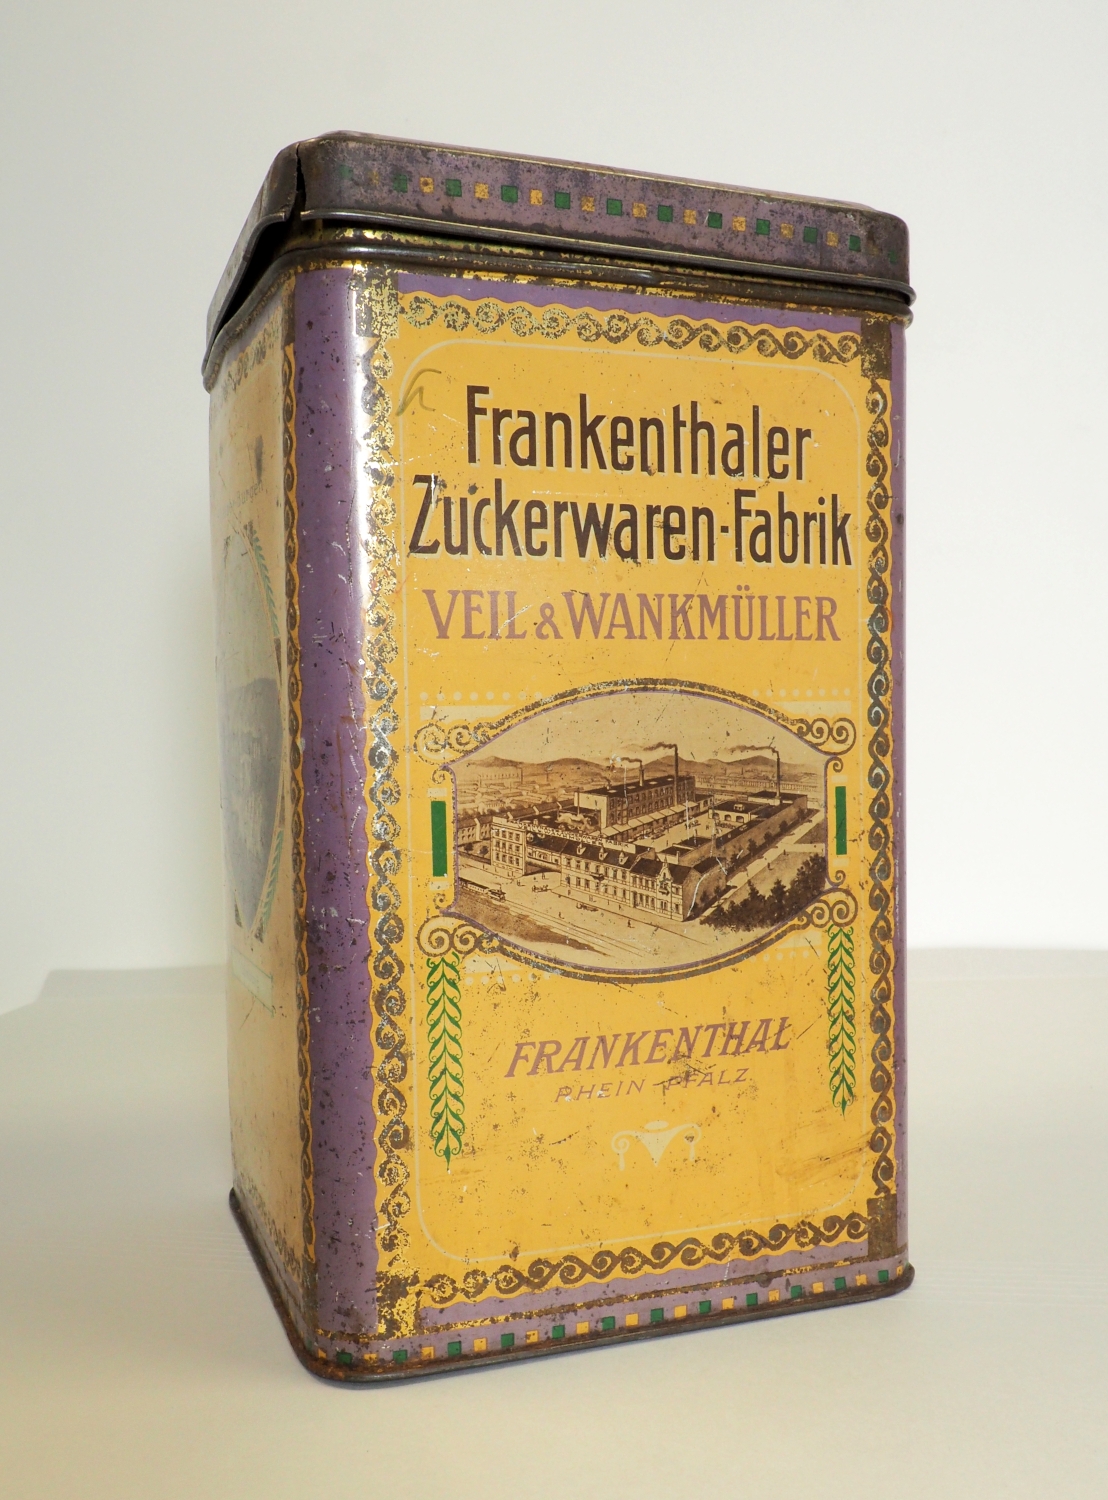 Frankenthaler
Zuckerwaren-Fabrik
VEIL & WANKMÜLLER
FRANKENTHAL
RHEIN-PFALZ